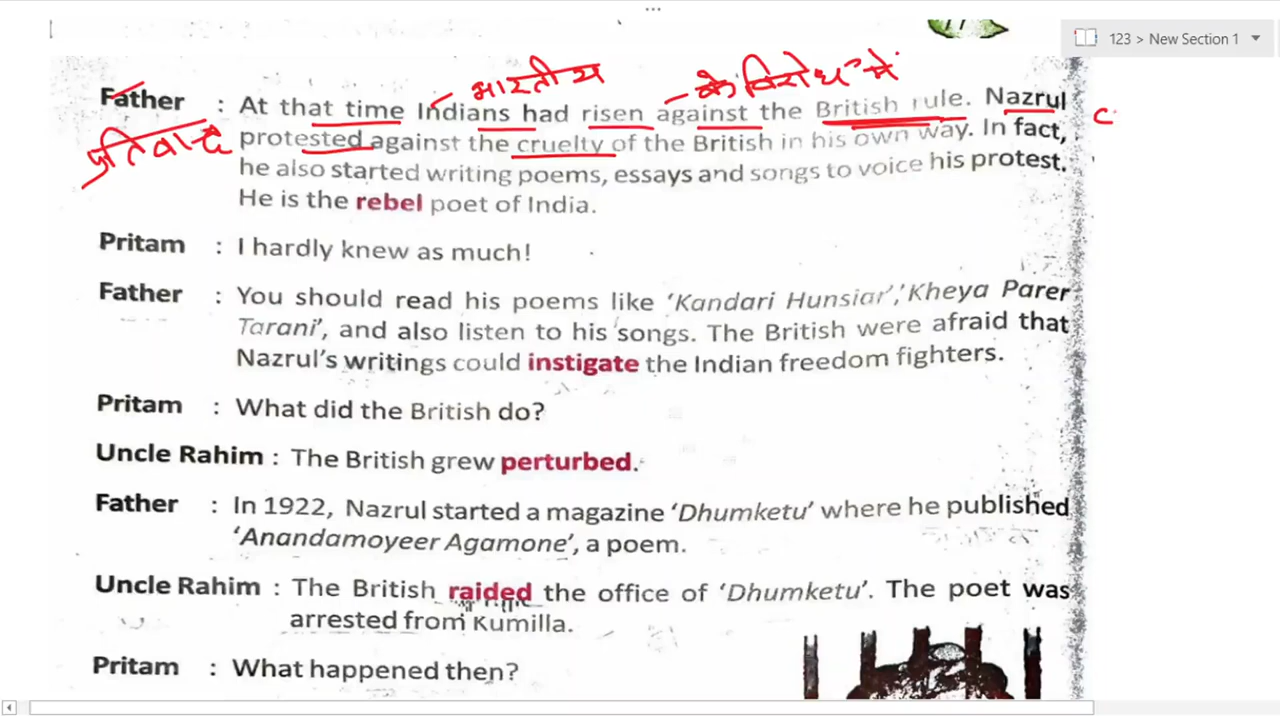 123 > New Section 1
भारतीय
के विरोध में
Father : At that time Indians had risen against the British rule. Nazrul
प्रतिवाद
protested against the cruelty of the British in his own way. In fact,
he also started writing poems, essays and songs to voice his protest.
He is the rebel poet of India.
Pritam : I hardly knew as much!
Father : You should read his poems like 'Kandari Hunsiar','Kheya Parer
Tarani', and also listen to his songs. The British were afraid that
Nazrul's writings could instigate the Indian freedom fighters.
Pritam : What did the British do?
Uncle Rahim : The British grew perturbed.
Father : In 1922, Nazrul started a magazine 'Dhumketu' where he published
'Anandamoyeer Agamone', a poem.
Uncle Rahim : The British raided the office of 'Dhumketu'. The poet was
arrested from Kumilla.
Pritam : What happened then?